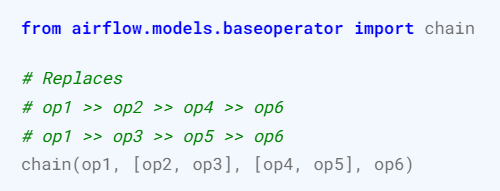 from airflow.models.baseoperator import chain
# Replaces
# op1 >> op2 >> op4 >> op6
# op1 >> op3 >> op5 >> op6
chain(op1, [op2, op3], [op4, op5], op6)